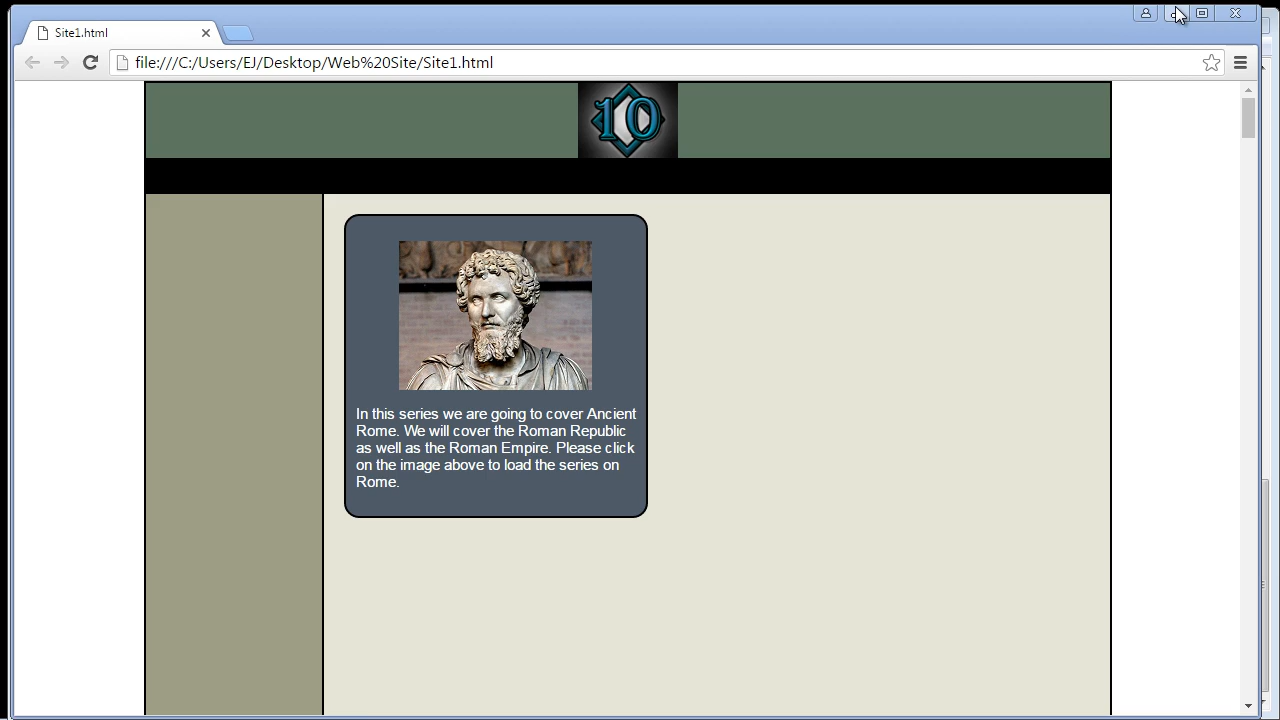 Site1.html
file:///C:/Users/EJ/Desktop/Web%20Site/Site1.html
10
In this series we are going to cover Ancient
Rome. We will cover the Roman Republic
as well as the Roman Empire. Please click
on the image above to load the series on
Rome.